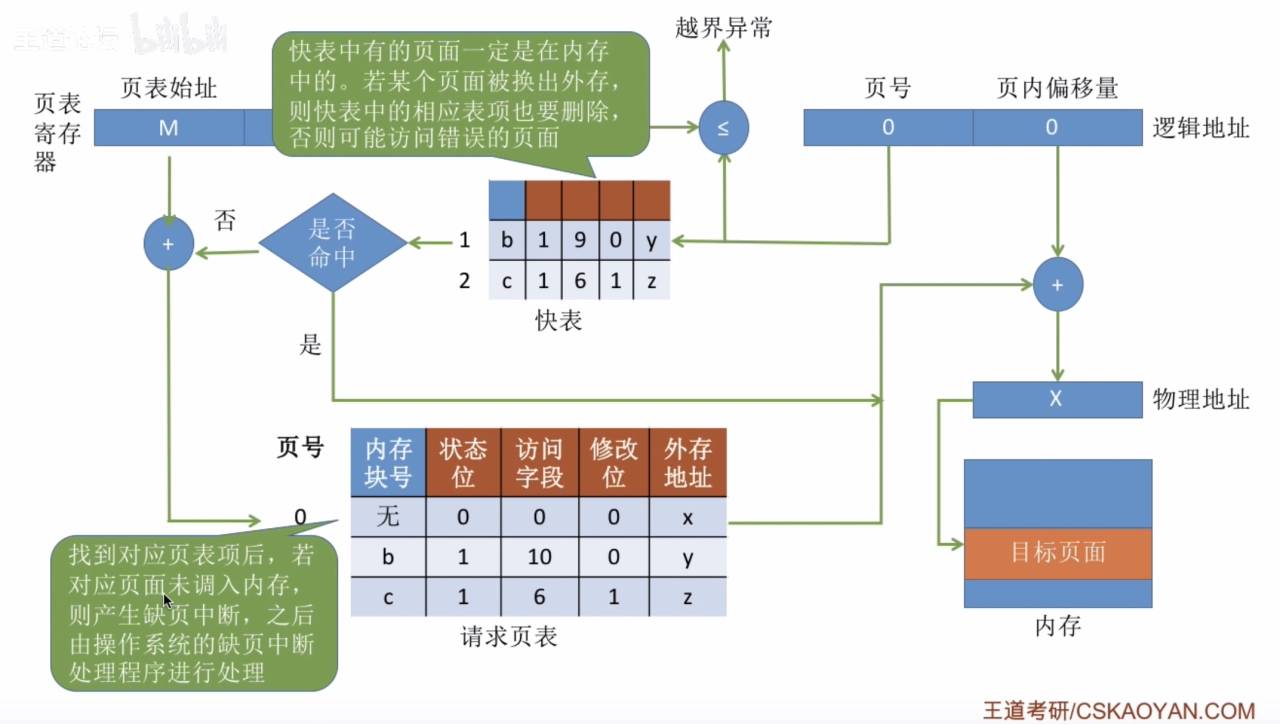 王道论坛 bilibili
越界异常
快表中有的页面一定是在内存
中的。若某个页面被换出外存，
则快表中的相应表项也要删除，
否则可能访问错误的页面
页表始址
页号
页内偏移量
页表
寄存
器
M
≤
0
0
逻辑地址
否
+
是否
命中
1
b
1
9
0
y
2
c
1
6
1
z
快表
+
是
X
物理地址
页号
内存
块号
状态
位
访问
字段
修改
位
外存
地址
0
无
0
0
0
x
b
1
10
0
y
c
1
6
1
z
请求页表
找到对应页表项后，若
对应页面未调入内存，
则产生缺页中断，之后
由操作系统的缺页中断
处理程序进行处理
目标页面
内存
王道考研/CSKAOYAN.COM